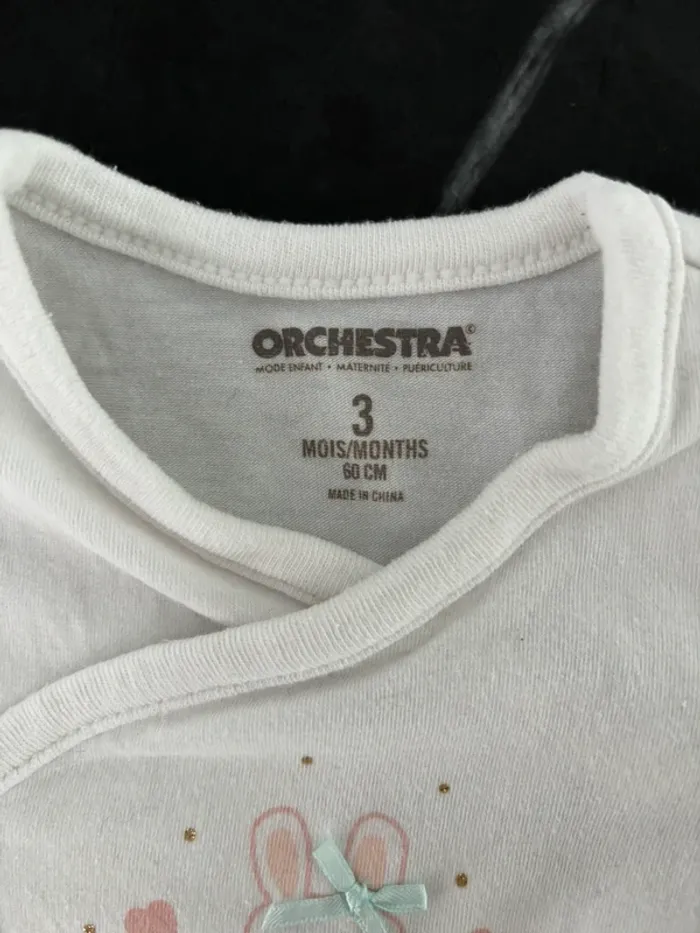 ORCHESTRA©
MODE ENFANT • MATERNITÉ • PUÉRICULTURE
3
MOIS/MONTHS
60 CM
MADE IN CHINA